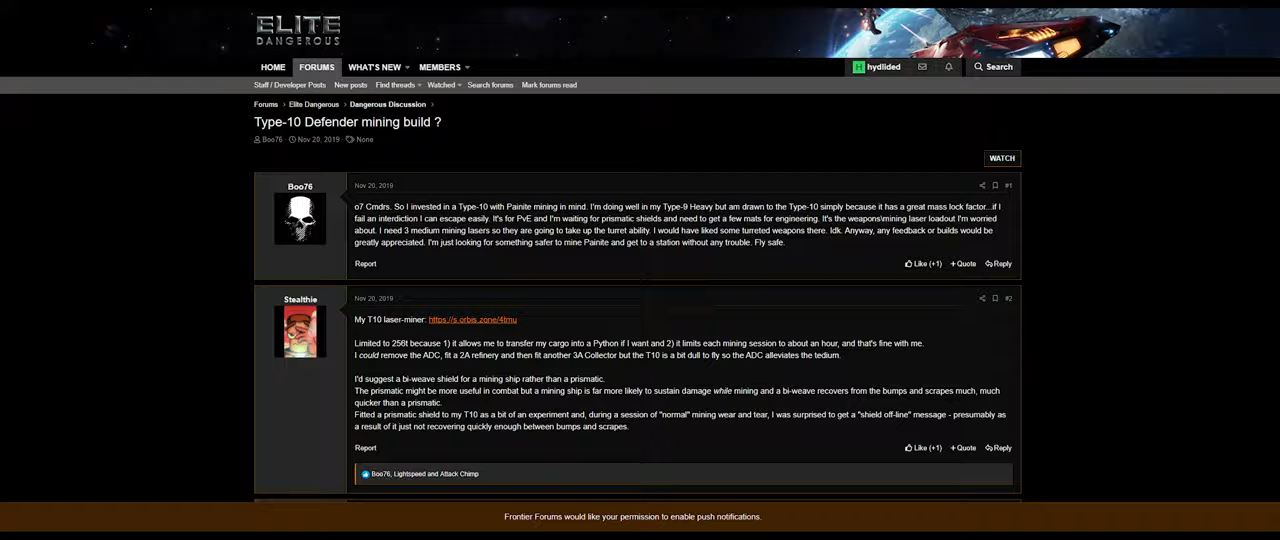 ELITE
DANGEROUS
HOME FORUMS WHAT'S NEW MEMBERS H hydlided Search
Staff / Developer Posts New posts Find threads Watched Search forums Mark forums read
Forums Elite Dangerous Dangerous Discussion
Type-10 Defender mining build ?
Boo76 Nov 20, 2019 None
WATCH
Boo76
Nov 20, 2019 #1
o7 Cmdrs. So I invested in a Type-10 with Painite mining in mind. I'm doing well in my Type-9 Heavy but am drawn to the Type-10 simply because it has a great mass lock factor...if I
fail an interdiction I can escape easily. It's for PvE and I'm waiting for prismatic shields and need to get a few mats for engineering. It's the weapons\mining laser loadout I'm worried
about. I need 3 medium mining lasers so they are going to take up the turret ability. I would have liked some turreted weapons there. Idk. Anyway, any feedback or builds would be
greatly appreciated. I'm just looking for something safer to mine Painite and get to a station without any trouble. Fly safe.
Report Like (+1) +Quote Reply
Stealthie
Nov 20, 2019 #2
My T10 laser-miner: https://s.orbis.zone/4tmu
Limited to 256t because 1) it allows me to transfer my cargo into a Python if I want and 2) it limits each mining session to about an hour, and that's fine with me.
I could remove the ADC, fit a 2A refinery and then fit another 3A Collector but the T10 is a bit dull to fly so the ADC alleviates the tedium.
I'd suggest a bi-weave shield for a mining ship rather than a prismatic.
The prismatic might be more useful in combat but a mining ship is far more likely to sustain damage while mining and a bi-weave recovers from the bumps and scrapes much, much
quicker than a prismatic.
Fitted a prismatic shield to my T10 as a bit of an experiment and, during a session of "normal" mining wear and tear, I was surprised to get a "shield off-line" message - presumably as
a result of it just not recovering quickly enough between bumps and scrapes.
Report Like (+1) +Quote Reply
Boo76, Lightspeed and Attack Chimp
Frontier Forums would like your permission to enable push notifications.